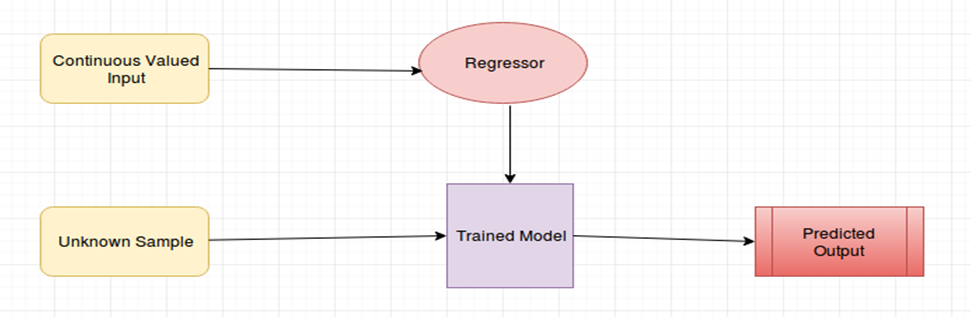 Continuous Valued
Input
Regressor
Unknown Sample
Trained Model
Predicted
Output